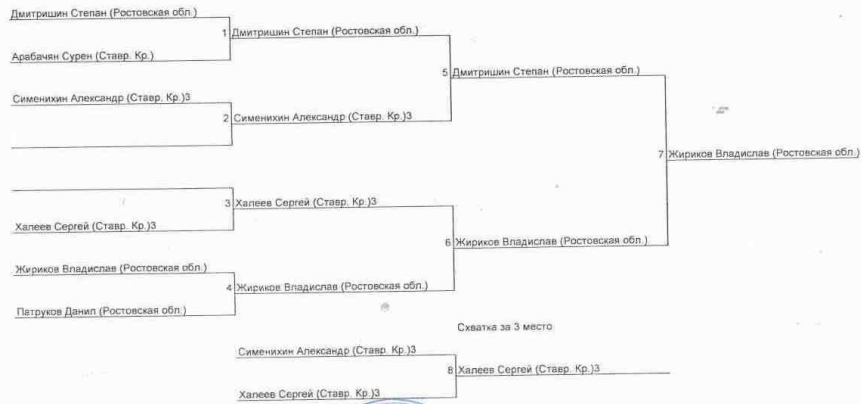 Дмитришин Степан (Ростовская обл.)
1 Дмитришин Степан (Ростовская обл.)
Арабачян Сурен (Ставр. Кр.)
5 Дмитришин Степан (Ростовская обл.)
Сименихин Александр (Ставр. Кр.)3
2 Сименихин Александр (Ставр. Кр.)3
7 Жириков Владислав (Ростовская обл.)
3 Халеев Сергей (Ставр. Кр.)3
Халеев Сергей (Ставр. Кр.)3
6 Жириков Владислав (Ростовская обл.)
Жириков Владислав (Ростовская обл.)
4 Жириков Владислав (Ростовская обл.)
Патруков Данил (Ростовская обл.)
Схватка за 3 место
Сименихин Александр (Ставр. Кр.)3
8 Халеев Сергей (Ставр. Кр.)3
Халеев Сергей (Ставр. Кр.)3